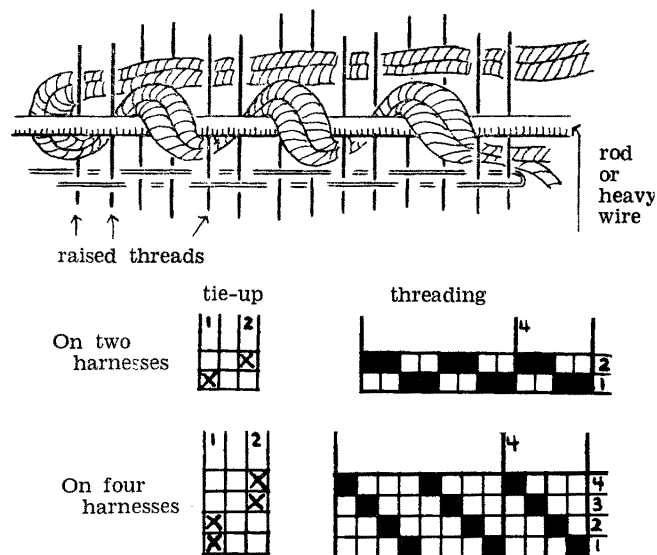 rod
or
heavy
wire
raised threads
tie-up threading
On two
harnesses
1 2
X
X
4
2
1
On four
harnesses
1 2
X
X
X
X
4
4
3
2
1